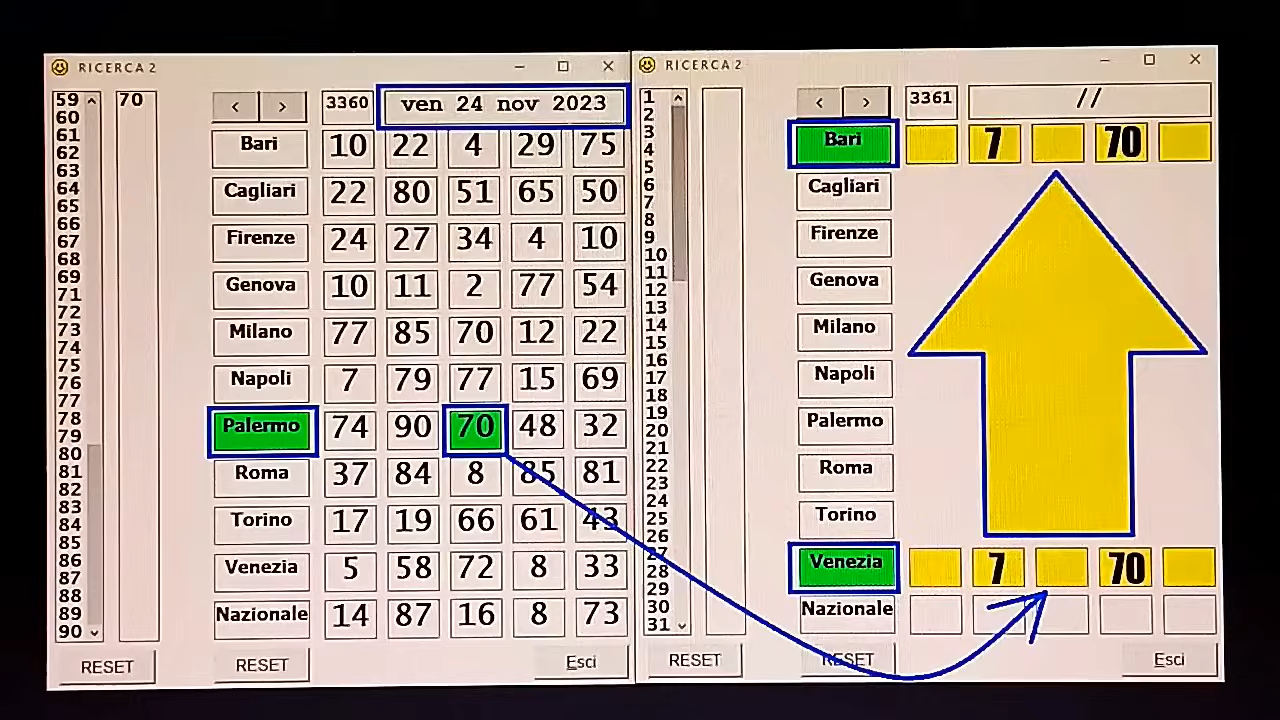 RICERCA 2
59
60
61
62
63
64
65
66
67
68
69
71
72
73
74
75
76
77
78
79
80
81
82
83
84
85
86
87
88
89
90
70
< > 3360 ven 24 nov 2023
Bari 10 22 4 29 75
Cagliari 22 80 51 65 50
Firenze 24 27 34 4 10
Genova 10 11 2 77 54
Milano 77 85 70 12 22
Napoli 7 79 77 15 69
Palermo 74 90 70 48 32
Roma 37 84 8 85 81
Torino 17 19 66 61 43
Venezia 5 58 72 8 33
Nazionale 14 87 16 8 73
RESET RESET Esci
RICERCA 2
1
2
3
4
5
6
7
8
9
10
11
12
13
14
15
16
17
18
19
20
21
22
23
24
25
26
27
28
29
30
31
< > 3361 //
Bari 7 70
Cagliari
Firenze
Genova
Milano
Napoli
Palermo
Roma
Torino
Venezia 7 70
Nazionale
RESET RESET Esci